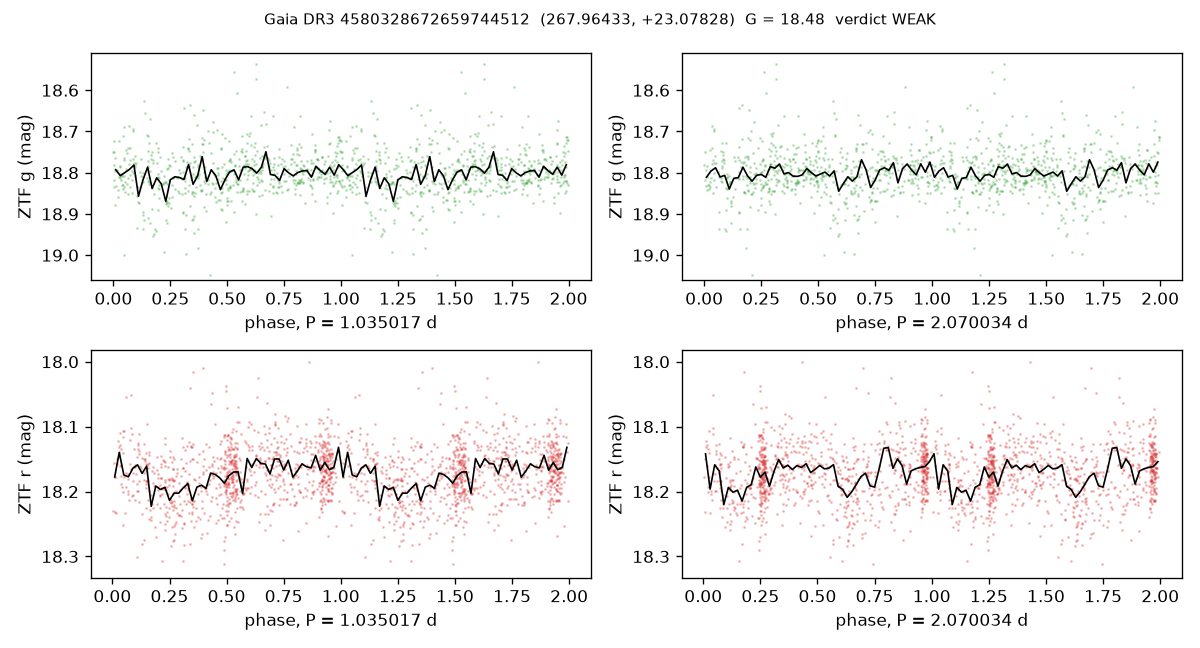 Gaia DR3 4580328672659744512  (267.96433, +23.07828)  G = 18.48  verdict WEAK
ZTF g (mag)
18.6
18.7
18.8
18.9
19.0
0.00 0.25 0.50 0.75 1.00 1.25 1.50 1.75 2.00
phase, P = 1.035017 d
ZTF g (mag)
18.6
18.7
18.8
18.9
19.0
0.00 0.25 0.50 0.75 1.00 1.25 1.50 1.75 2.00
phase, P = 2.070034 d
ZTF r (mag)
18.0
18.1
18.2
18.3
0.00 0.25 0.50 0.75 1.00 1.25 1.50 1.75 2.00
phase, P = 1.035017 d
ZTF r (mag)
18.0
18.1
18.2
18.3
0.00 0.25 0.50 0.75 1.00 1.25 1.50 1.75 2.00
phase, P = 2.070034 d